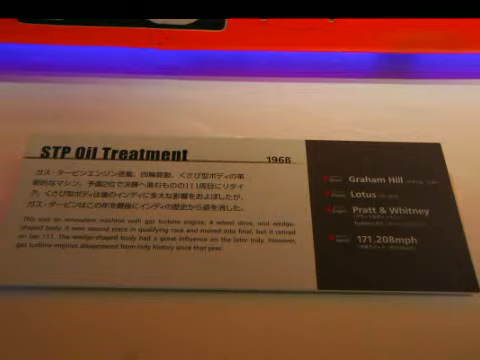 STP Oil Treatment
1968
ガス・タービンエンジン搭載、四輪駆動、くさび型ボディの革
新的なマシン。予選2位で決勝へ進むものの111周目にリタイ
ア。くさび型ボディは後のインディに多大な影響をおよぼしたが、
ガス・タービンはこの年を最後にインディの歴史から姿を消した。
This was an innovative machine with gas turbine engine, 4 wheel drive, and wedge-
shaped body. It won second place in qualifying race and moved into final, but it retired
on lap 111. The wedge-shaped body had a great influence on the later Indy. However,
gas turbine engines disappeared from Indy history since that year.
Graham Hill
Lotus
Pratt & Whitney
171.208mph